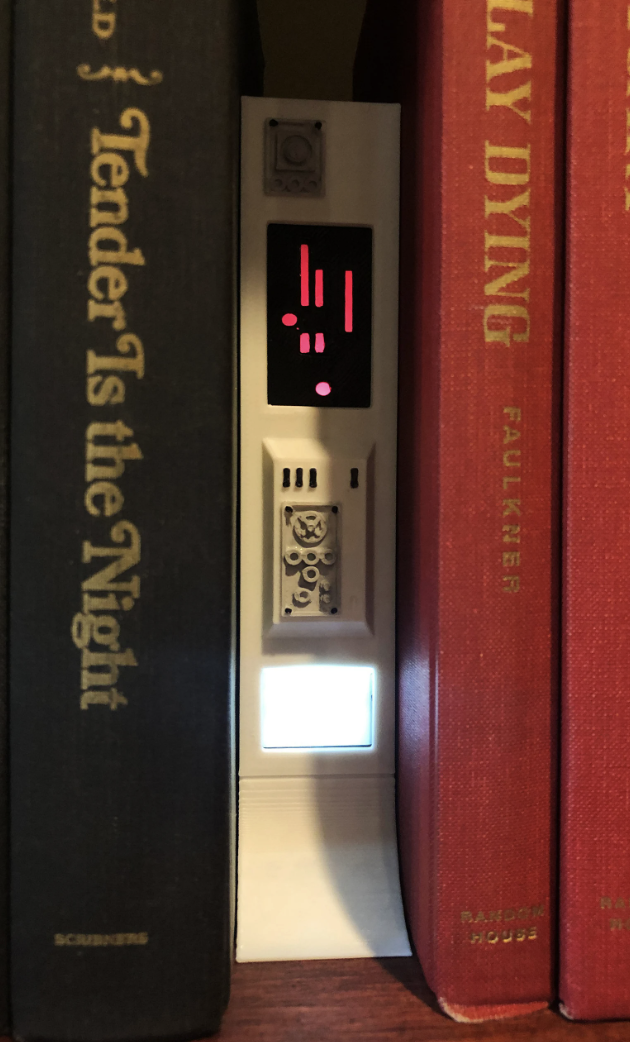 D
Tender Is the Night
SCRIBNERS
LAY DYING
FAULKNER
RANDOM
HOUSE